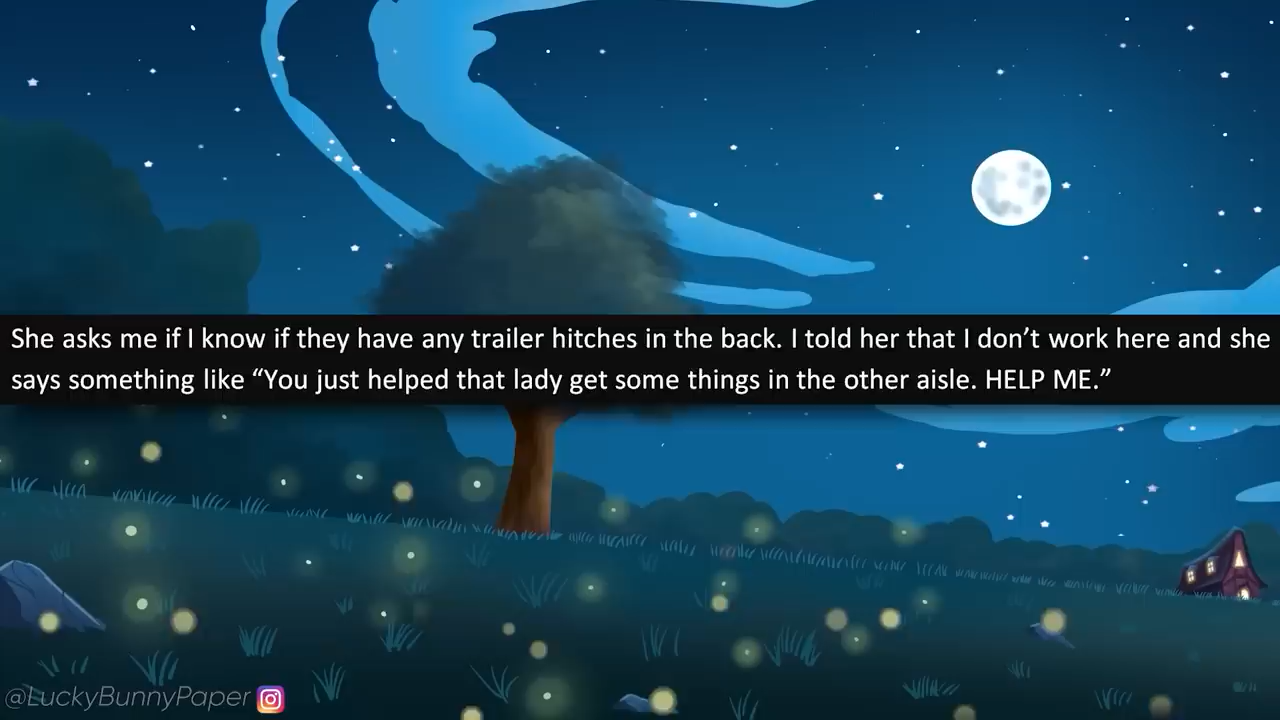 She asks me if I know if they have any trailer hitches in the back. I told her that I don’t work here and she
says something like “You just helped that lady get some things in the other aisle. HELP ME.”
@LuckyBunnyPaper